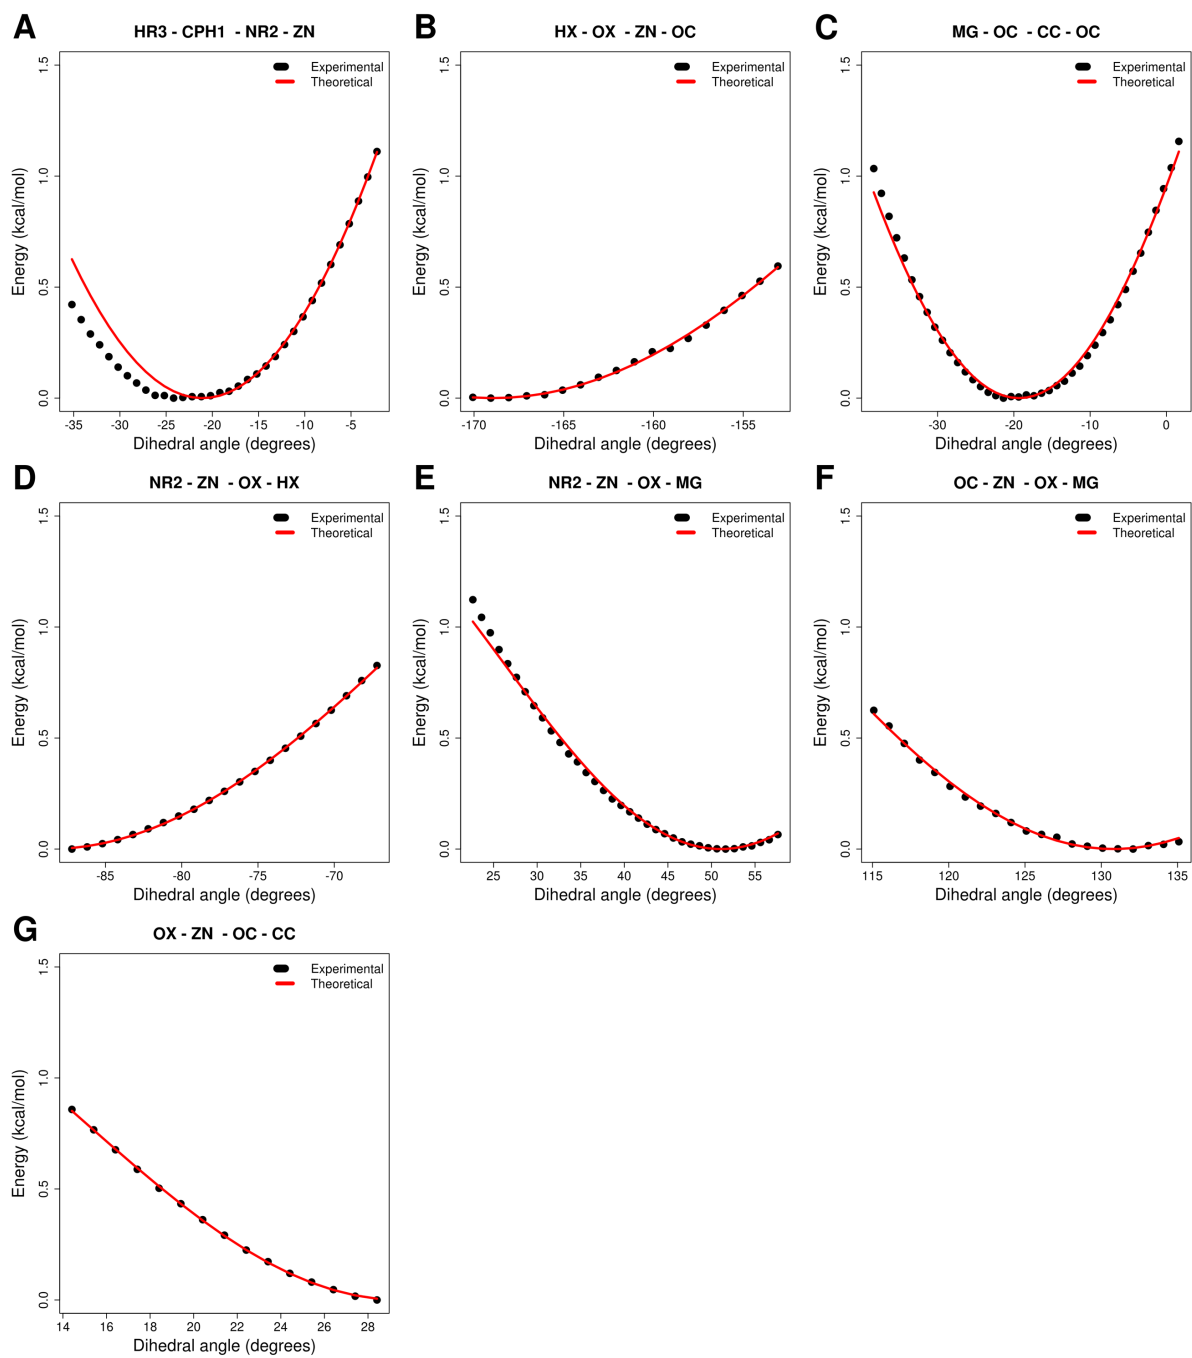 A
HR3 - CPH1 - NR2 - ZN
Experimental
Theoretical
1.5
1.0
0.5
0.0
Energy (kcal/mol)
-35 -30 -25 -20 -15 -10 -5
Dihedral angle (degrees)
B
HX - OX - ZN - OC
Experimental
Theoretical
1.5
1.0
0.5
0.0
Energy (kcal/mol)
-170 -165 -160 -155
Dihedral angle (degrees)
C
MG - OC - CC - OC
Experimental
Theoretical
1.5
1.0
0.5
0.0
Energy (kcal/mol)
-30 -20 -10 0
Dihedral angle (degrees)
D
NR2 - ZN - OX - HX
Experimental
Theoretical
1.5
1.0
0.5
0.0
Energy (kcal/mol)
-85 -80 -75 -70
Dihedral angle (degrees)
E
NR2 - ZN - OX - MG
Experimental
Theoretical
1.5
1.0
0.5
0.0
Energy (kcal/mol)
25 30 35 40 45 50 55
Dihedral angle (degrees)
F
OC - ZN - OX - MG
Experimental
Theoretical
1.5
1.0
0.5
0.0
Energy (kcal/mol)
115 120 125 130 135
Dihedral angle (degrees)
G
OX - ZN - OC - CC
Experimental
Theoretical
1.5
1.0
0.5
0.0
Energy (kcal/mol)
14 16 18 20 22 24 26 28
Dihedral angle (degrees)